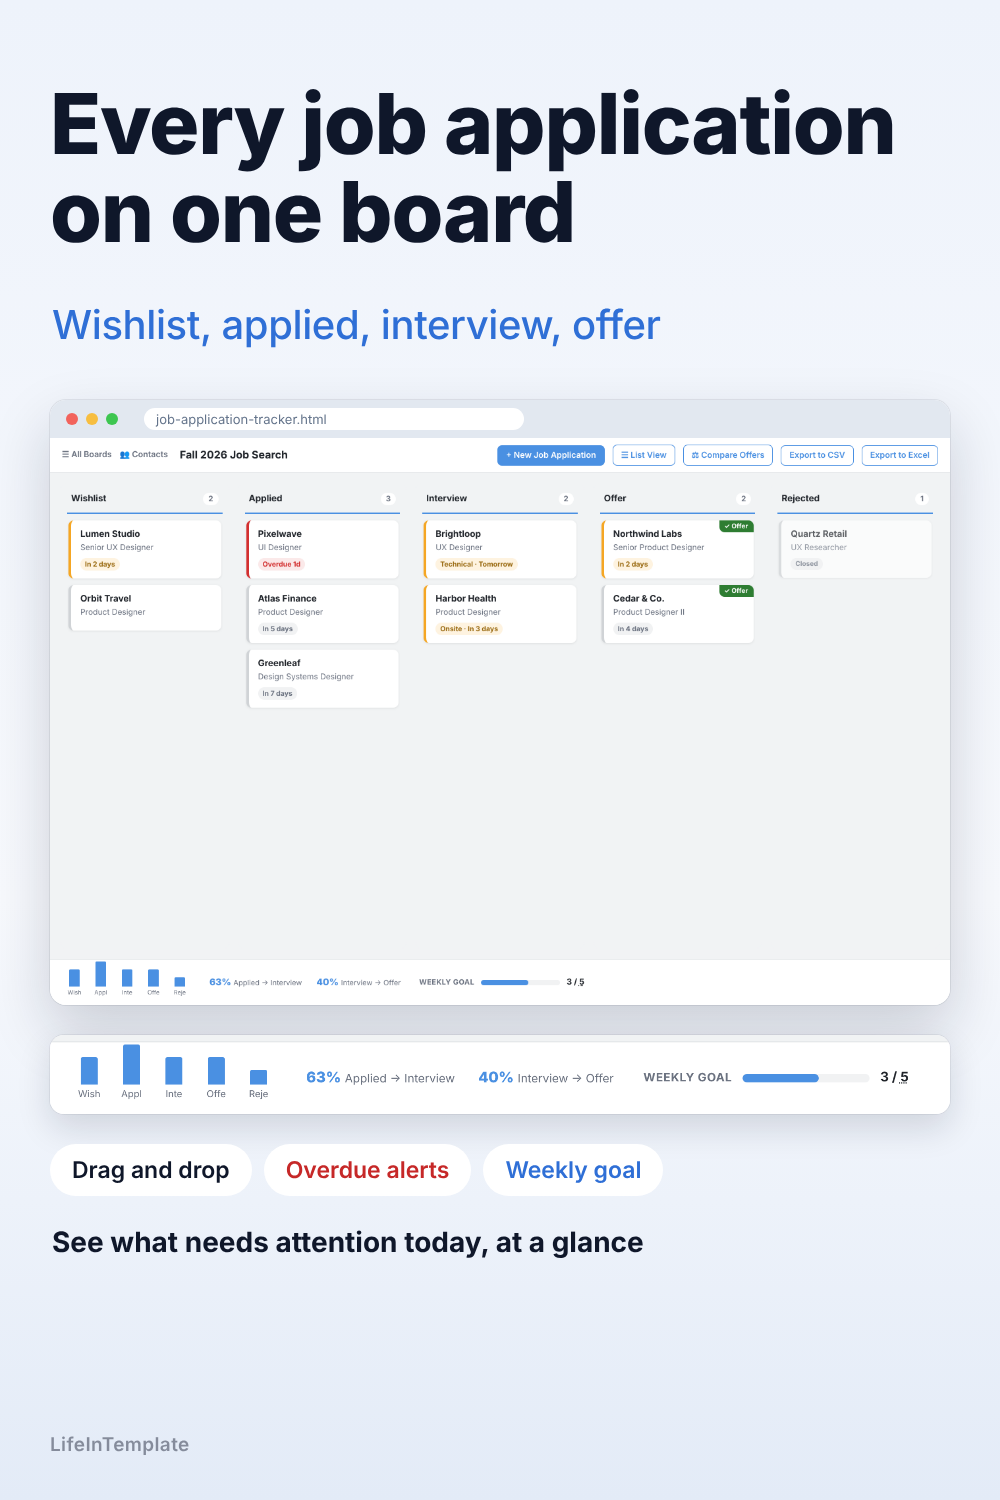 Every job application
on one board
Wishlist, applied, interview, offer
job-application-tracker.html
☰ All Boards 👥 Contacts Fall 2026 Job Search + New Job Application ☰ List View ⚖ Compare Offers Export to CSV Export to Excel
Wishlist 2
Lumen Studio
Senior UX Designer
In 2 days
Orbit Travel
Product Designer
Applied 3
Pixelwave
UI Designer
Overdue 1d
Atlas Finance
Product Designer
In 5 days
Greenleaf
Design Systems Designer
In 7 days
Interview 2
Brightloop
UX Designer
Technical · Tomorrow
Harbor Health
Product Designer
Onsite · In 3 days
Offer 2
✓ Offer
Northwind Labs
Senior Product Designer
In 2 days
✓ Offer
Cedar & Co.
Product Designer II
In 4 days
Rejected 1
Quartz Retail
UX Researcher
Closed
Wish Appl Inte Offe Reje 63% Applied → Interview 40% Interview → Offer WEEKLY GOAL 3 / 5
Wish Appl Inte Offe Reje 63% Applied → Interview 40% Interview → Offer WEEKLY GOAL 3 / 5
Drag and drop Overdue alerts Weekly goal
See what needs attention today, at a glance
LifeInTemplate